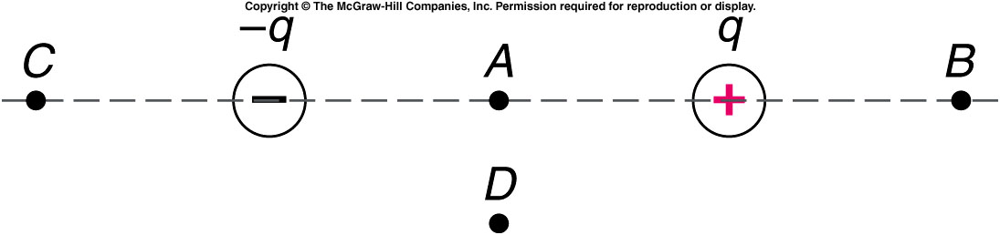 Copyright © The McGraw-Hill Companies, Inc. Permission required for reproduction or display.
−q q
C A B
D